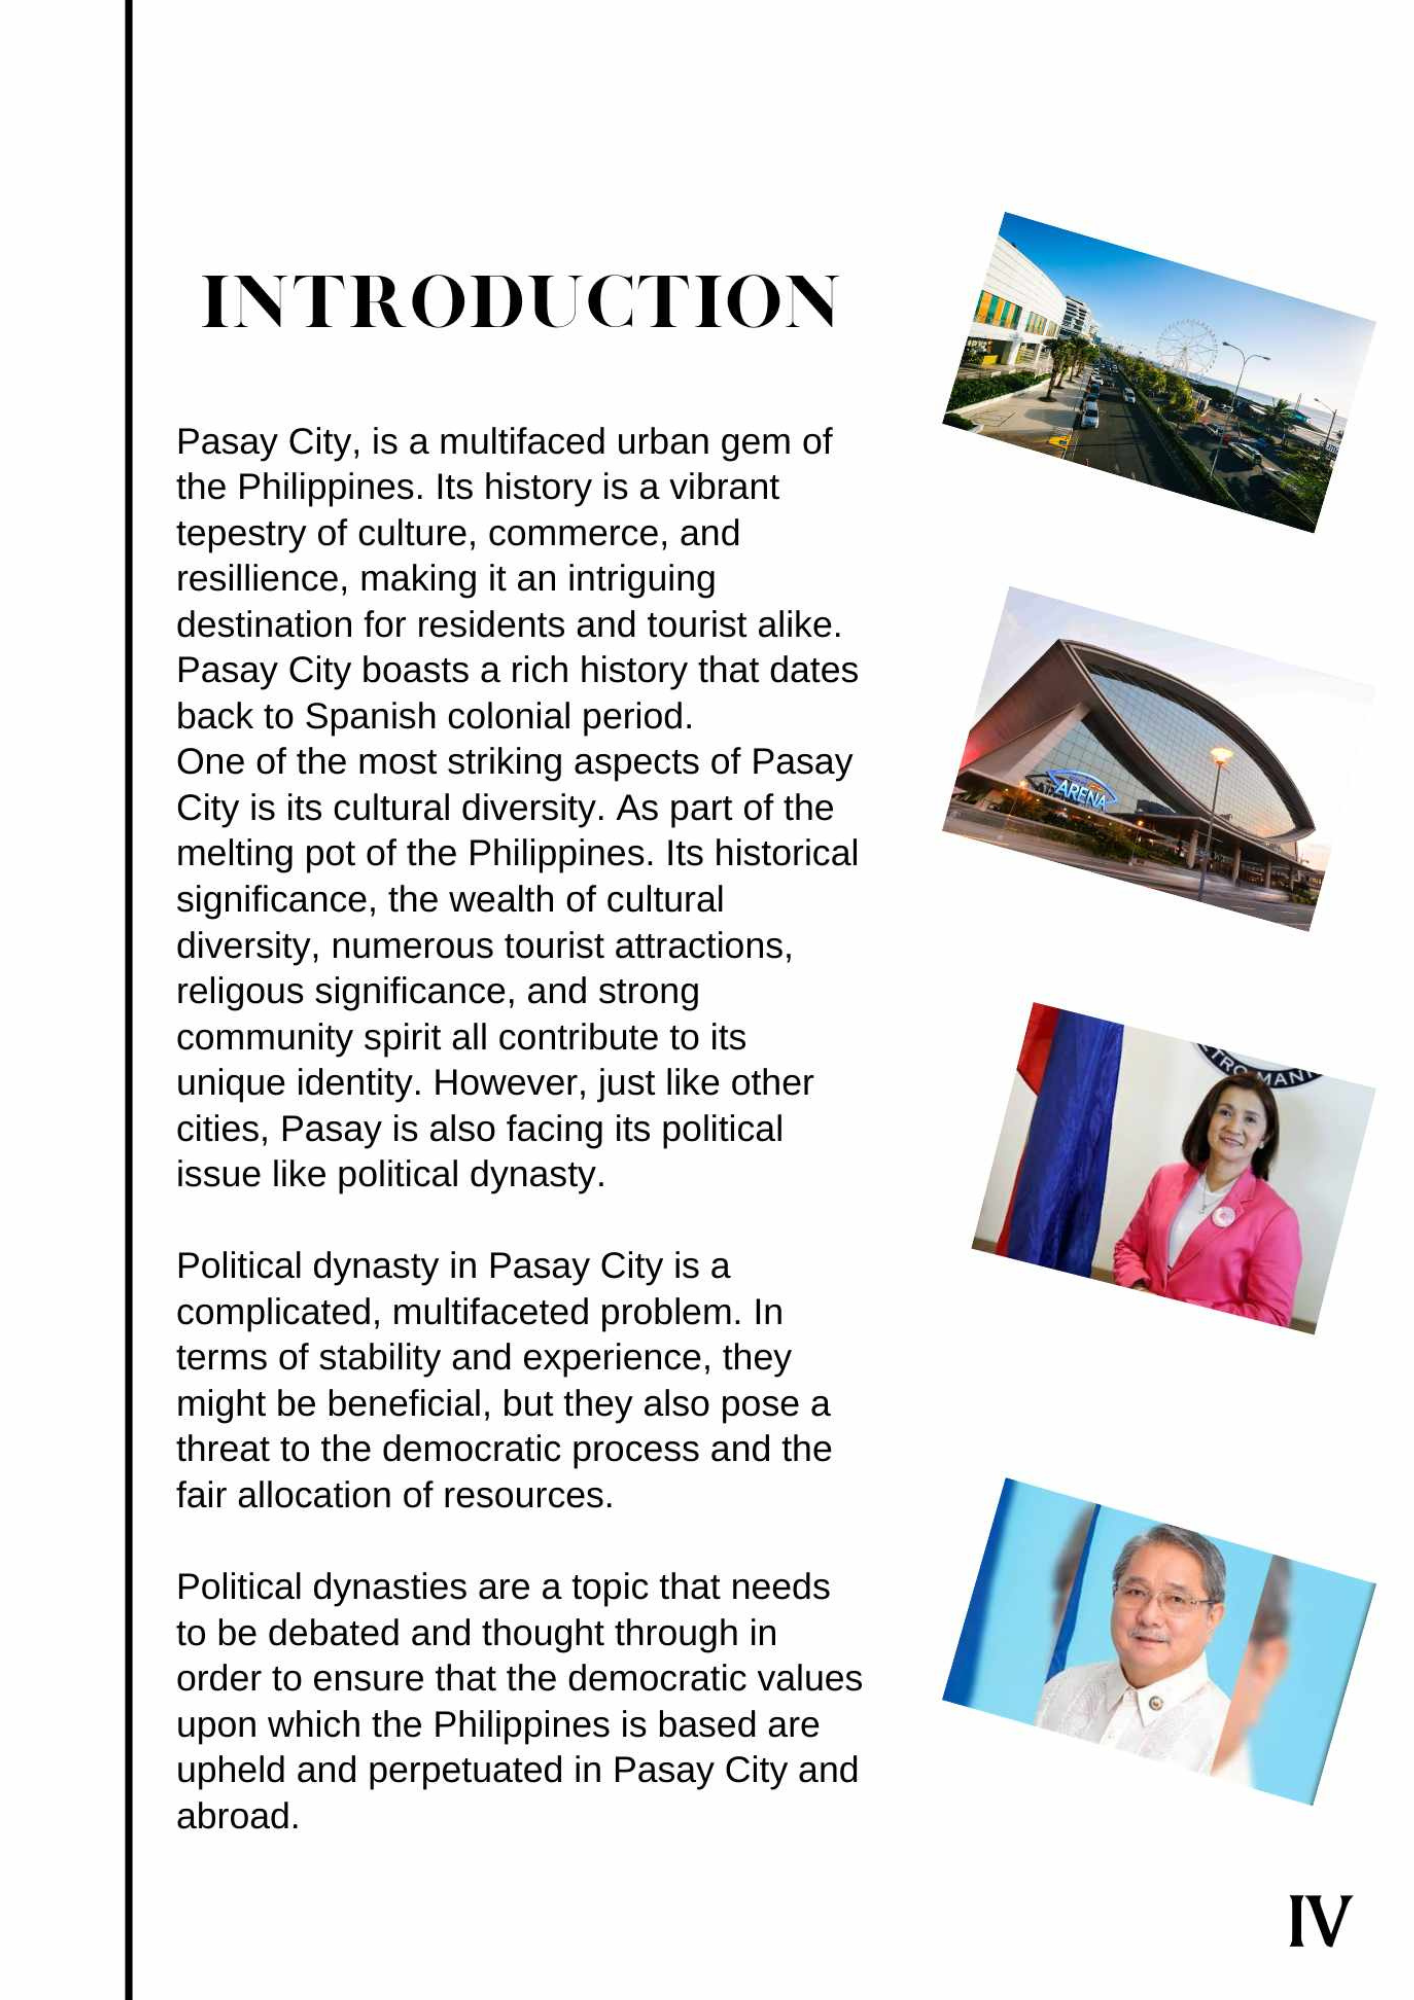 INTRODUCTION
Pasay City, is a multifaced urban gem of
the Philippines. Its history is a vibrant
tepestry of culture, commerce, and
resillience, making it an intriguing
destination for residents and tourist alike.
Pasay City boasts a rich history that dates
back to Spanish colonial period.
One of the most striking aspects of Pasay
City is its cultural diversity. As part of the
melting pot of the Philippines. Its historical
significance, the wealth of cultural
diversity, numerous tourist attractions,
religous significance, and strong
community spirit all contribute to its
unique identity. However, just like other
cities, Pasay is also facing its political
issue like political dynasty.
Political dynasty in Pasay City is a
complicated, multifaceted problem. In
terms of stability and experience, they
might be beneficial, but they also pose a
threat to the democratic process and the
fair allocation of resources.
Political dynasties are a topic that needs
to be debated and thought through in
order to ensure that the democratic values
upon which the Philippines is based are
upheld and perpetuated in Pasay City and
abroad.
ARENA
TRO MANI
IV